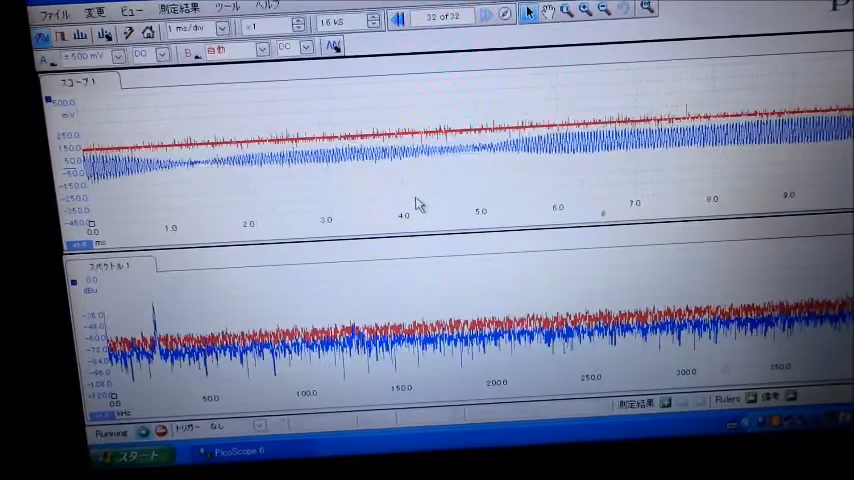 ファイル 変更 ビュー 測定結果 ツール ヘルプ
1 ms/div x1 16 kS 32 of 32
A ±500 mV DC B 自動 DC
スコープ1
500.0
mV
250.0
150.0
50.0
-50.0
-150.0
-250.0
-350.0
-450.0
0.0 1.0 2.0 3.0 4.0 5.0 6.0 7.0 8.0 9.0
x1.0 ms
スペクトル1
0.0
dBu
-36.0
-48.0
-60.0
-72.0
-84.0
-96.0
-108.0
-120.0
0.0 50.0 100.0 150.0 200.0 250.0 300.0 350.0
kHz
Running トリガー なし 測定結果 Rulers 備考
スタート PicoScope 6